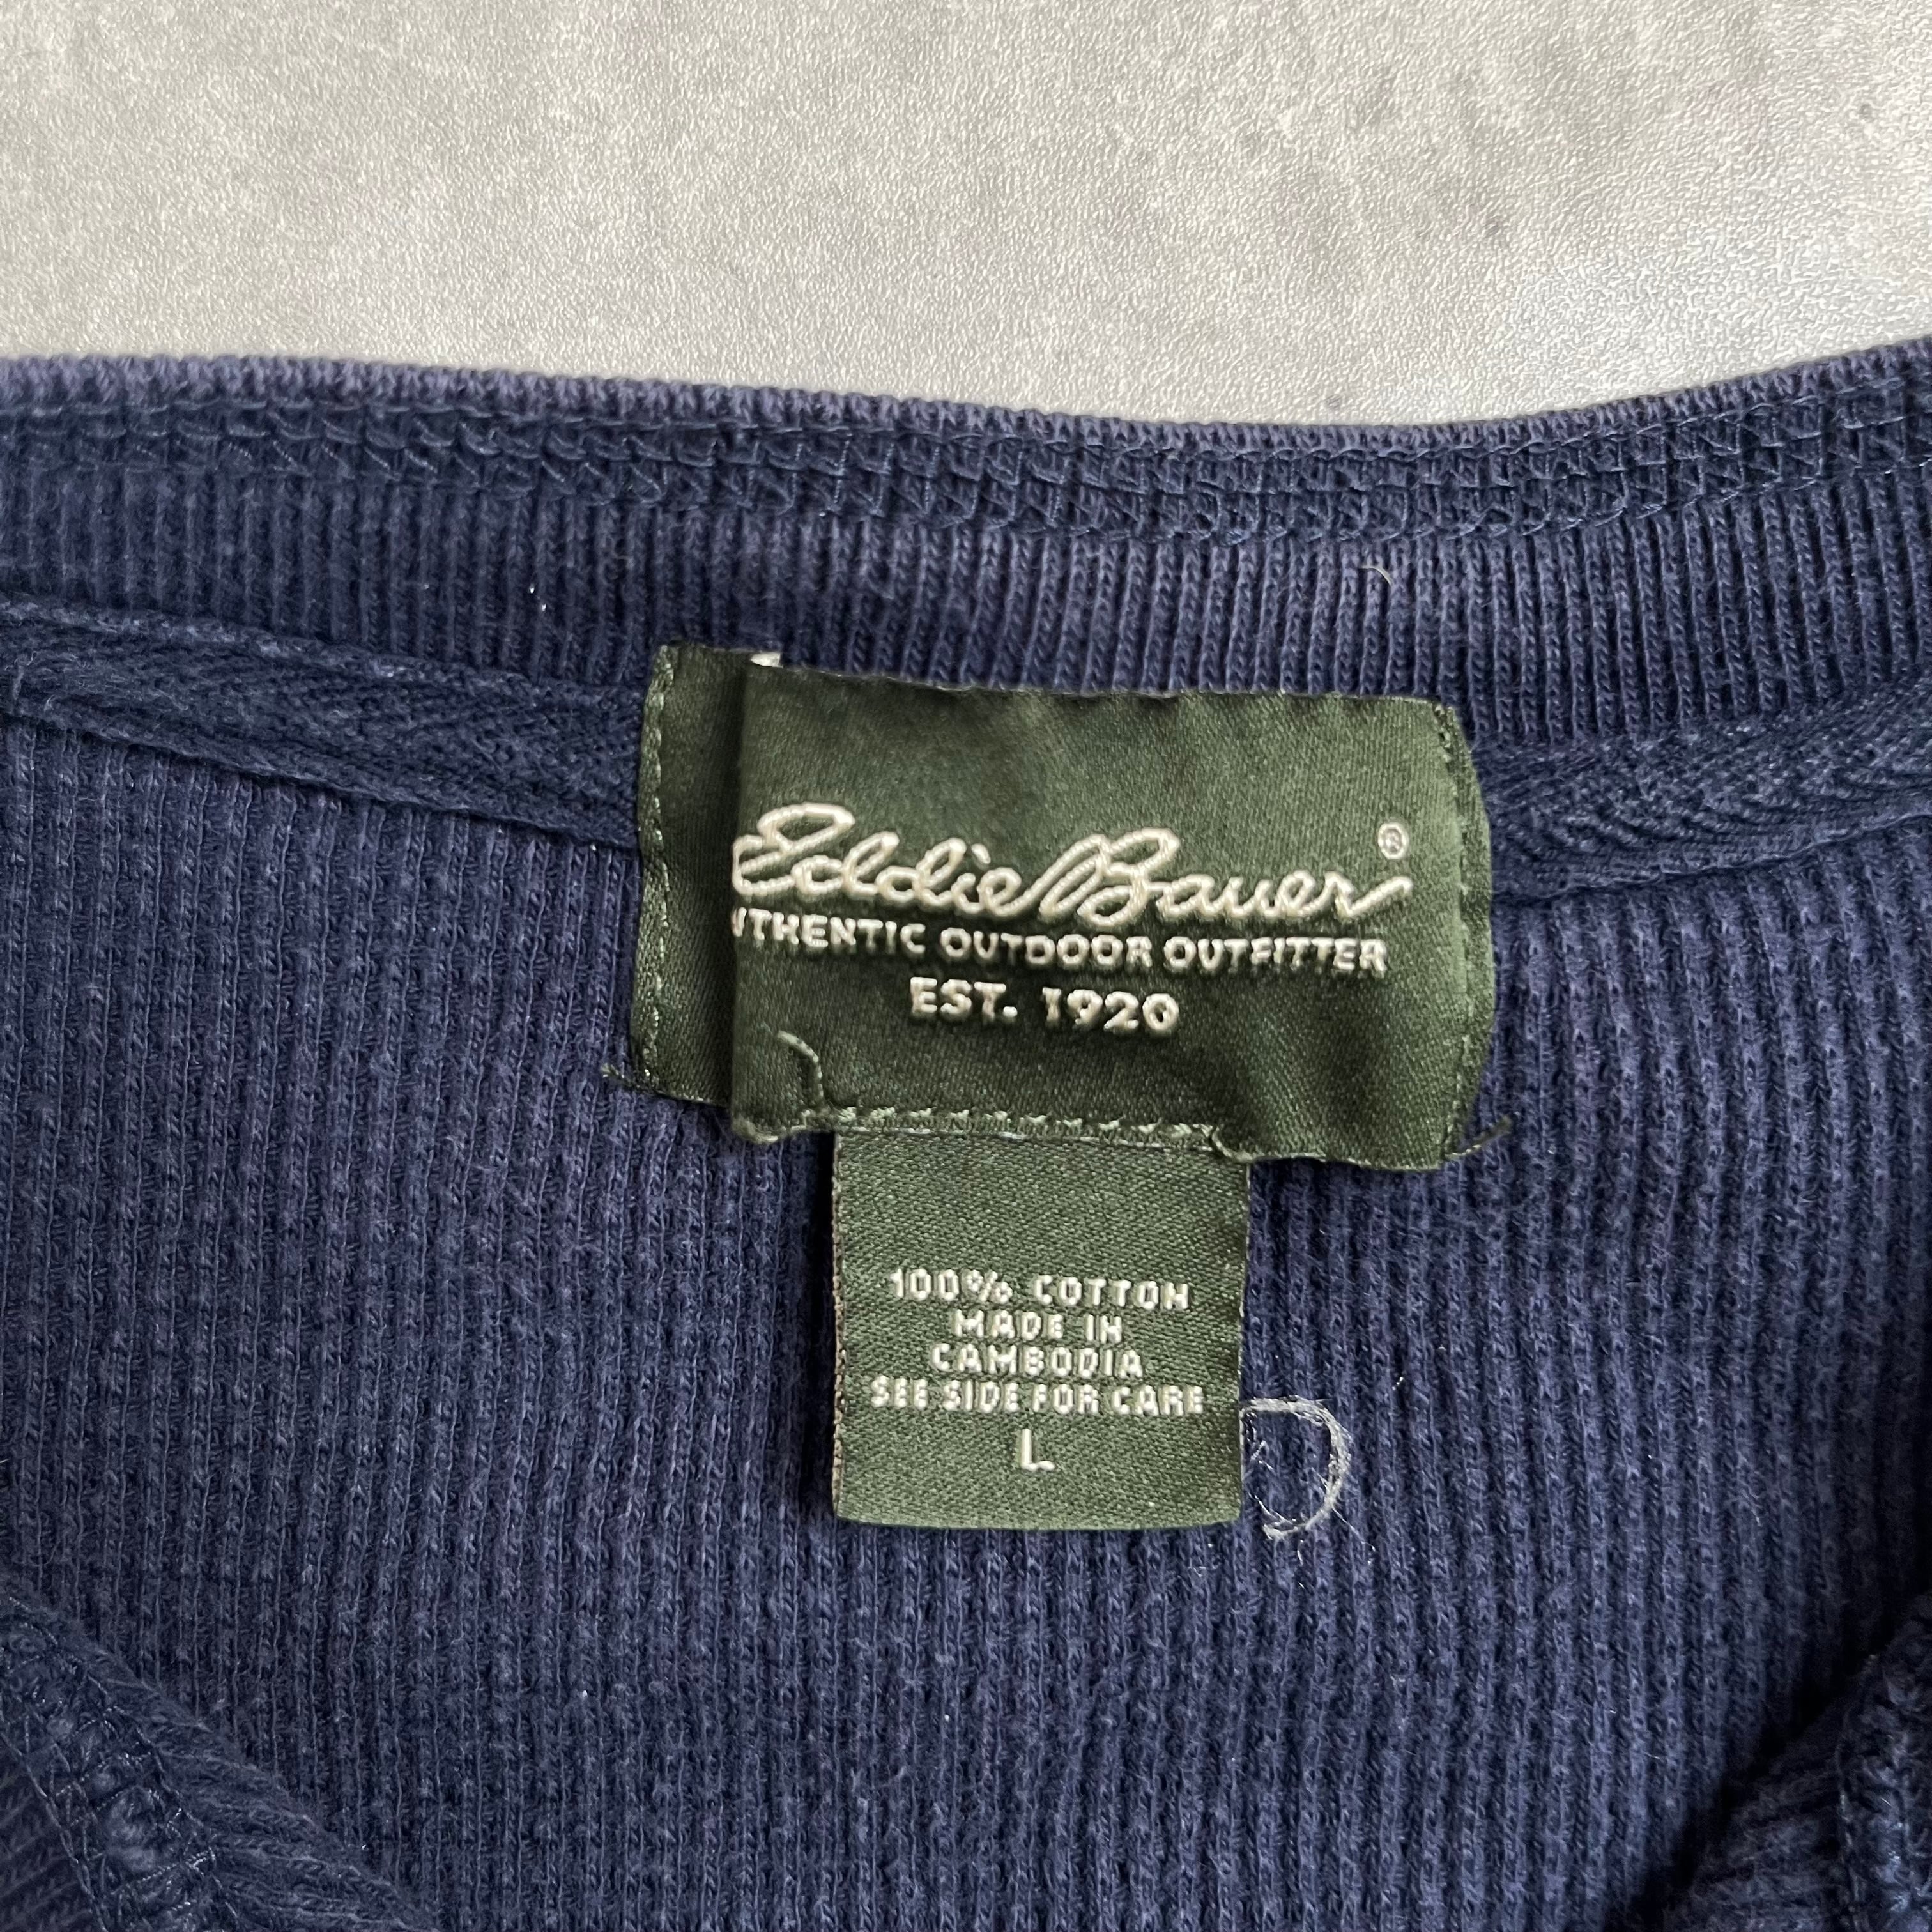 Eddie Bauer ®
UTHENTIC OUTDOOR OUTFITTER
EST. 1920
100% COTTON
MADE IN
CAMBODIA
SEE SIDE FOR CARE
L